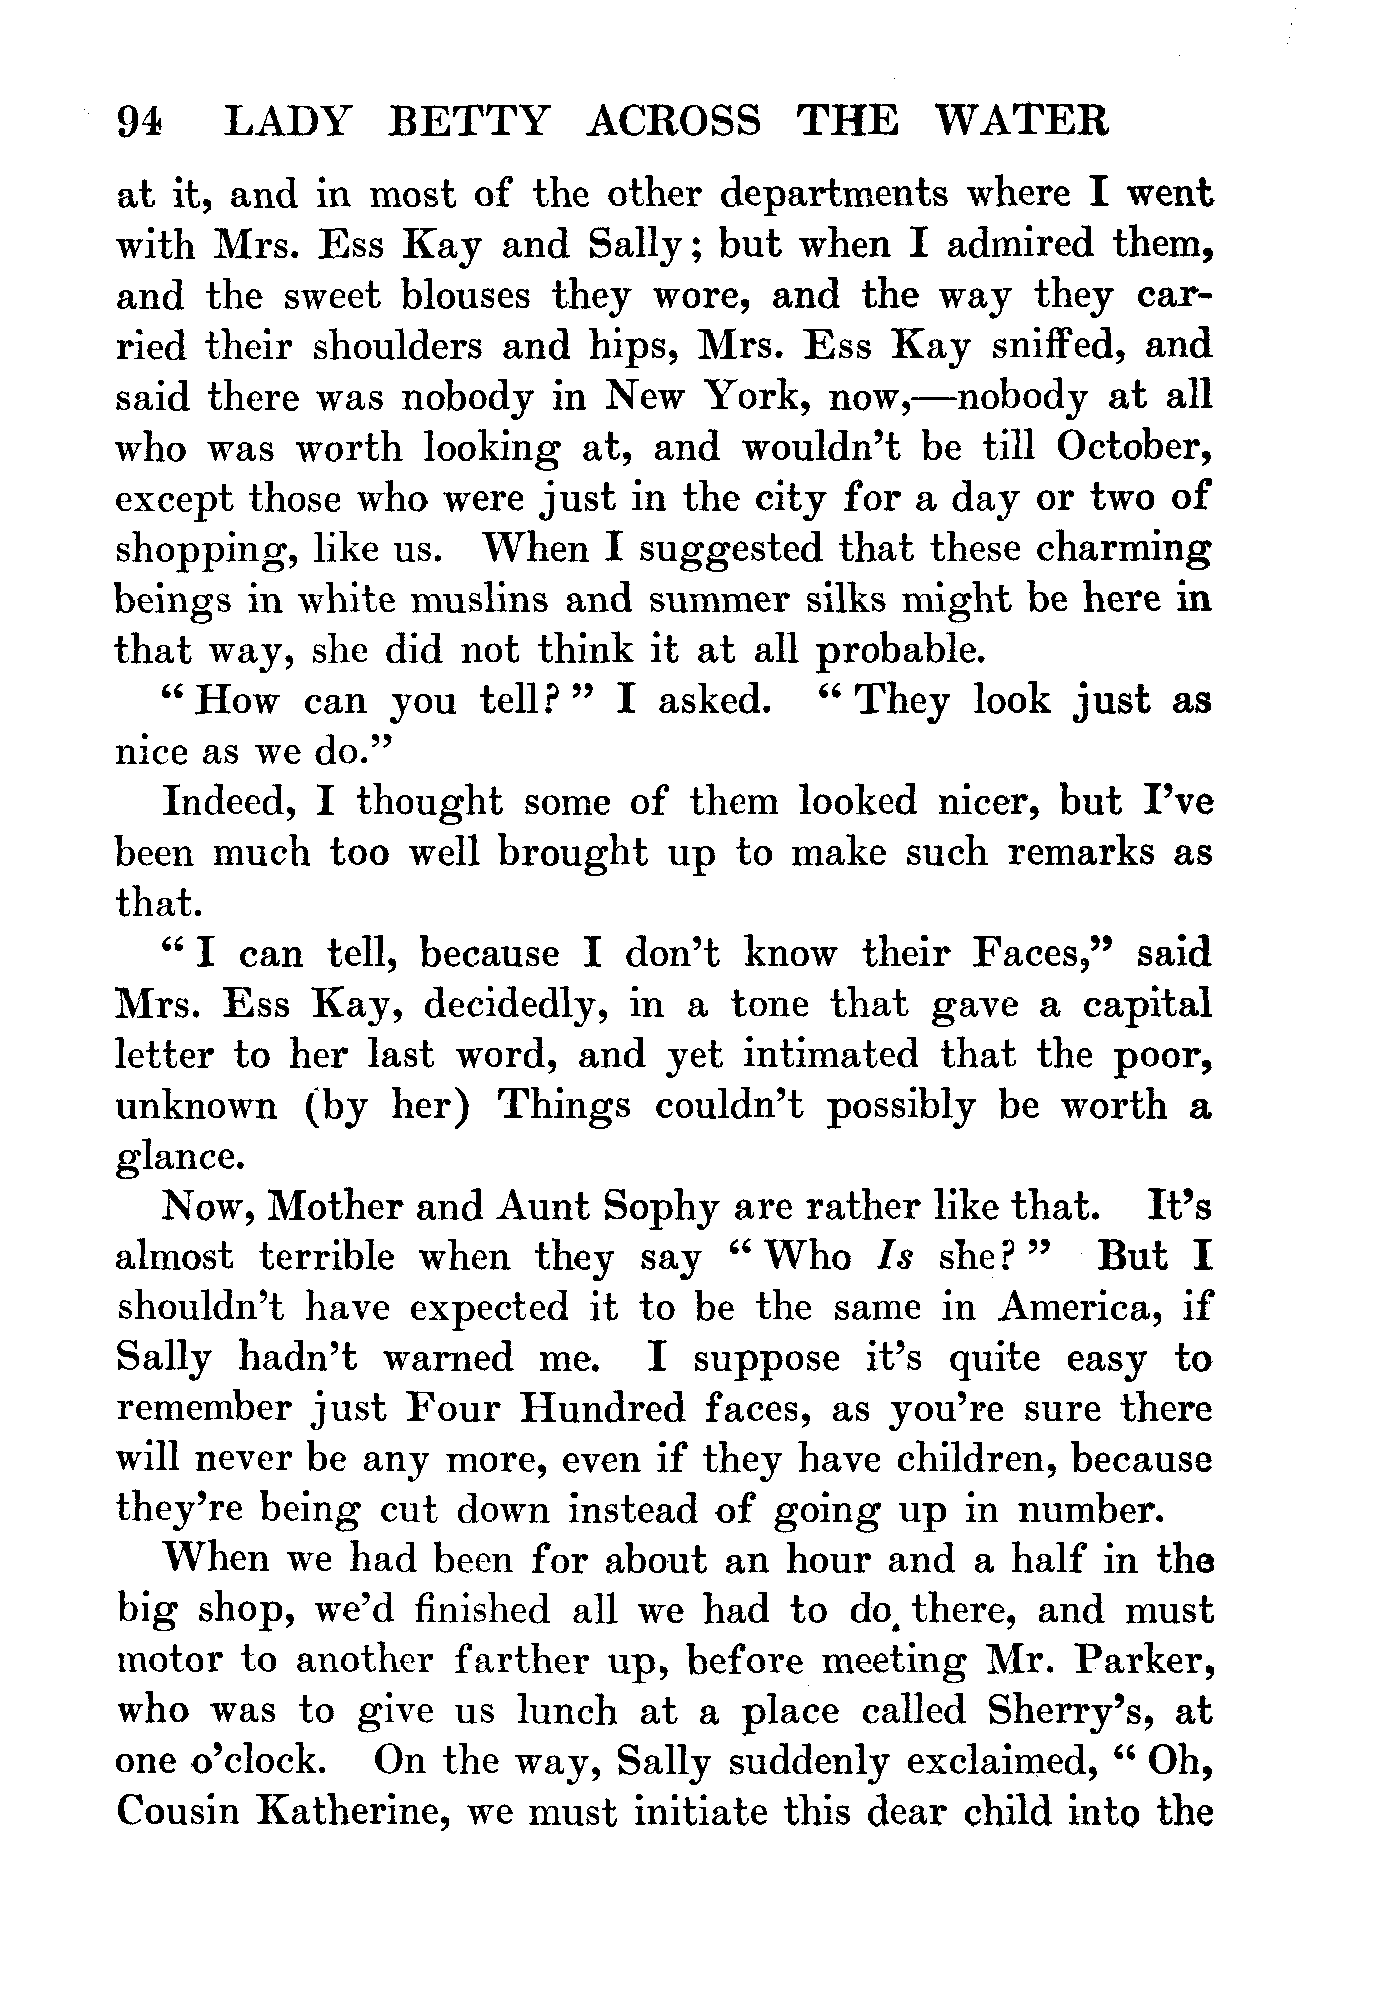 94 LADY BETTY ACROSS THE WATER
at it, and in most of the other departments where I went
with Mrs. Ess Kay and Sally; but when I admired them,
and the sweet blouses they wore, and the way they car-
ried their shoulders and hips, Mrs. Ess Kay sniffed, and
said there was nobody in New York, now,—nobody at all
who was worth looking at, and wouldn't be till October,
except those who were just in the city for a day or two of
shopping, like us. When I suggested that these charming
beings in white muslins and summer silks might be here in
that way, she did not think it at all probable.
“How can you tell?” I asked. “They look just as
nice as we do.”
Indeed, I thought some of them looked nicer, but I've
been much too well brought up to make such remarks as
that.
“I can tell, because I don't know their Faces,” said
Mrs. Ess Kay, decidedly, in a tone that gave a capital
letter to her last word, and yet intimated that the poor,
unknown (by her) Things couldn't possibly be worth a
glance.
Now, Mother and Aunt Sophy are rather like that. It's
almost terrible when they say “Who Is she?” But I
shouldn't have expected it to be the same in America, if
Sally hadn't warned me. I suppose it's quite easy to
remember just Four Hundred faces, as you're sure there
will never be any more, even if they have children, because
they're being cut down instead of going up in number.
When we had been for about an hour and a half in the
big shop, we'd finished all we had to do there, and must
motor to another farther up, before meeting Mr. Parker,
who was to give us lunch at a place called Sherry's, at
one o'clock. On the way, Sally suddenly exclaimed, “Oh,
Cousin Katherine, we must initiate this dear child into the